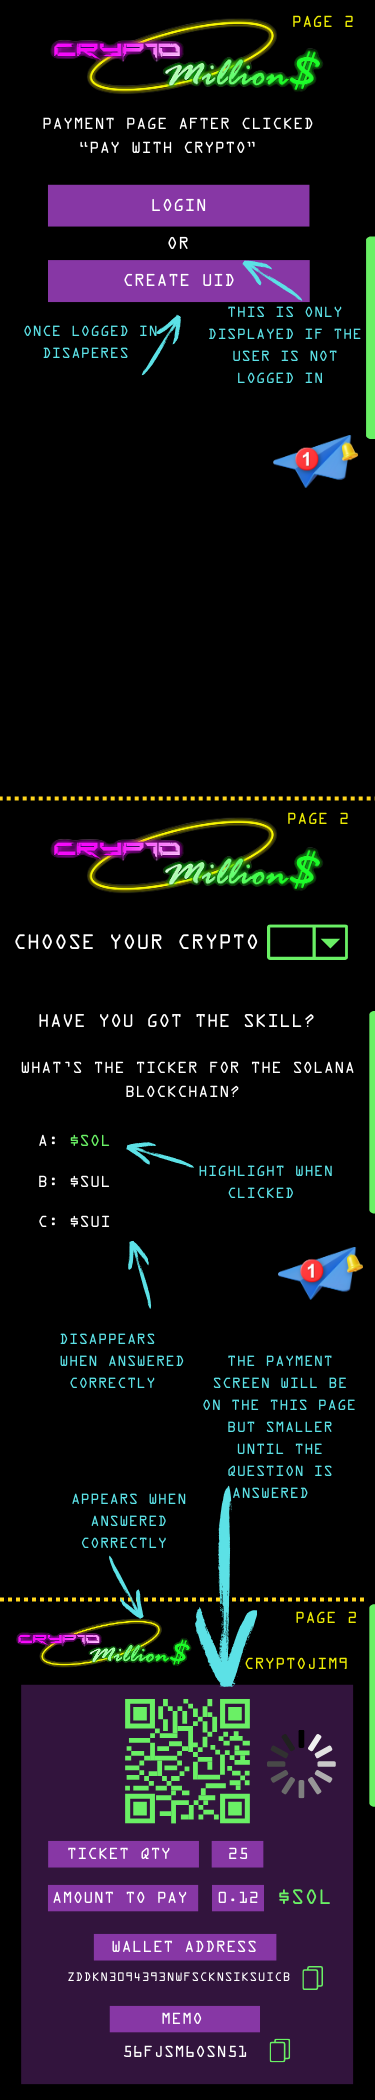 PAGE 2
CRYPTO
Million$
PAYMENT PAGE AFTER CLICKED
“PAY WITH CRYPTO”
LOGIN
OR
CREATE UID
THIS IS ONLY
DISPLAYED IF THE
USER IS NOT
LOGGED IN
ONCE LOGGED IN
DISAPERES
1
PAGE 2
CRYPTO
Million$
CHOOSE YOUR CRYPTO
HAVE YOU GOT THE SKILL?
WHAT'S THE TICKER FOR THE SOLANA
BLOCKCHAIN?
A: $SOL
HIGHLIGHT WHEN
CLICKED
B: $SUL
C: $SUI
1
DISAPPEARS
WHEN ANSWERED
CORRECTLY
THE PAYMENT
SCREEN WILL BE
ON THE THIS PAGE
BUT SMALLER
UNTIL THE
QUESTION IS
ANSWERED
APPEARS WHEN
ANSWERED
CORRECTLY
PAGE 2
CRYPTO
Million$
CRYPTOJIM9
TICKET QTY 25
AMOUNT TO PAY 0.12 $SOL
WALLET ADDRESS
ZDDKN3094393NWFSCKNSIKSUICB
MEMO
56FJSM60SN51